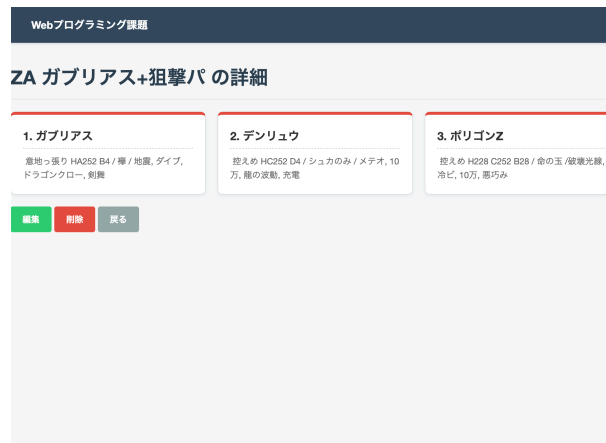 Webプログラミング課題
ZA ガブリアス+狙撃パ の詳細
1. ガブリアス
意地っ張り HA252 B4 / 襷 / 地震, ダイブ,
ドラゴンクロー, 剣舞
2. デンリュウ
控えめ HC252 D4 / シュカのみ / メテオ, 10
万, 龍の波動, 充電
3. ポリゴンZ
控えめ H228 C252 B28 / 命の玉 /破壊光線,
冷ビ, 10万, 悪巧み
編集
削除
戻る